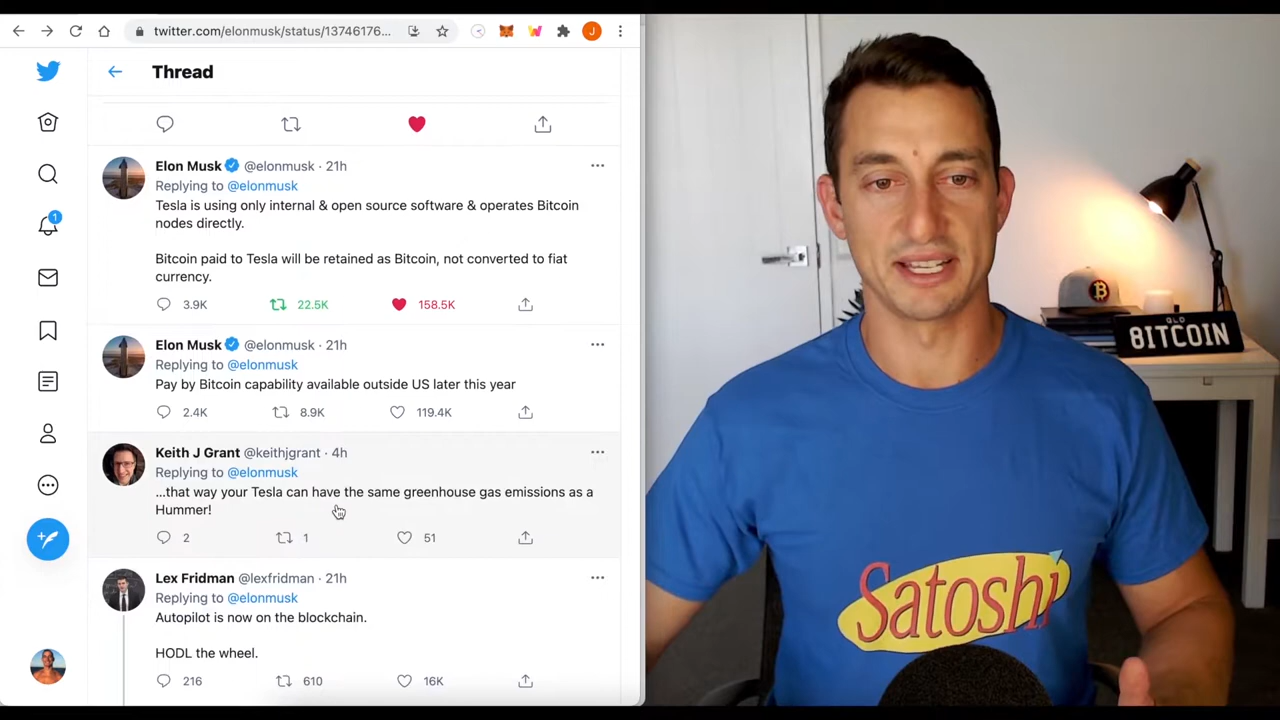 twitter.com/elonmusk/status/13746176...
J
Thread
Elon Musk @elonmusk · 21h
Replying to @elonmusk
Tesla is using only internal & open source software & operates Bitcoin
nodes directly.
Bitcoin paid to Tesla will be retained as Bitcoin, not converted to fiat
currency.
3.9K 22.5K 158.5K
1
Elon Musk @elonmusk · 21h
Replying to @elonmusk
Pay by Bitcoin capability available outside US later this year
2.4K 8.9K 119.4K
Keith J Grant @keithjgrant · 4h
Replying to @elonmusk
...that way your Tesla can have the same greenhouse gas emissions as a
Hummer!
2 1 51
Lex Fridman @lexfridman · 21h
Replying to @elonmusk
Autopilot is now on the blockchain.
HODL the wheel.
216 610 16K
QLD
8ITCOIN
Satoshi